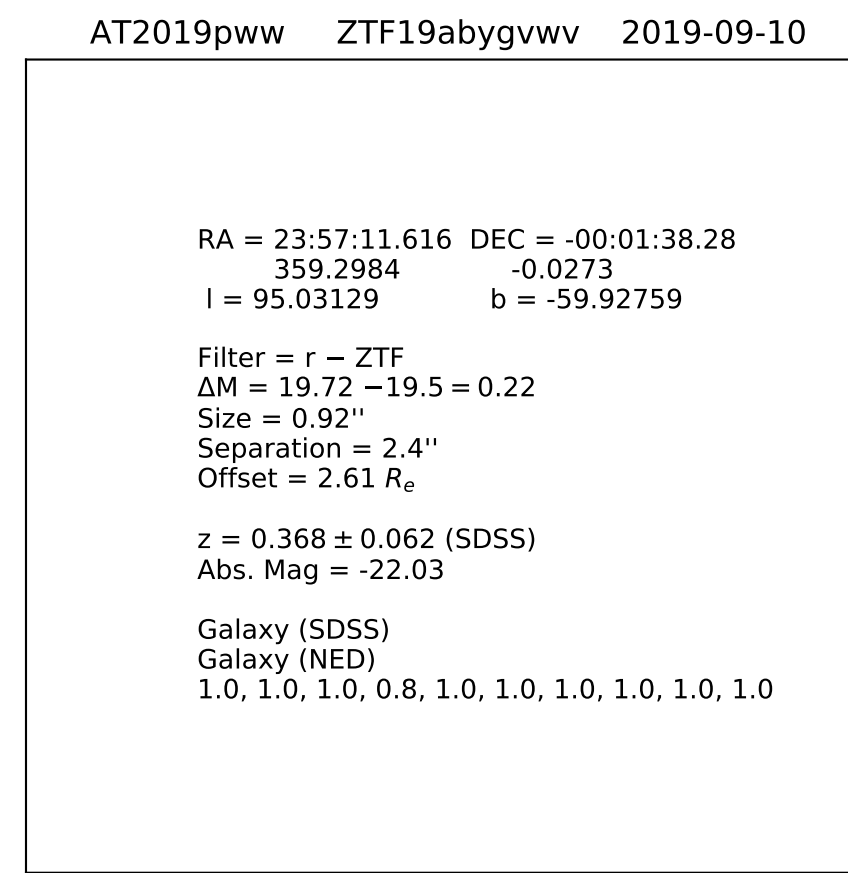 AT2019pww ZTF19abygvwv 2019-09-10
RA = 23:57:11.616 DEC = -00:01:38.28
359.2984 -0.0273
l = 95.03129 b = -59.92759
Filter = r − ZTF
ΔM = 19.72 −19.5 = 0.22
Size = 0.92''
Separation = 2.4''
Offset = 2.61 Re
z = 0.368 ± 0.062 (SDSS)
Abs. Mag = -22.03
Galaxy (SDSS)
Galaxy (NED)
1.0, 1.0, 1.0, 0.8, 1.0, 1.0, 1.0, 1.0, 1.0, 1.0